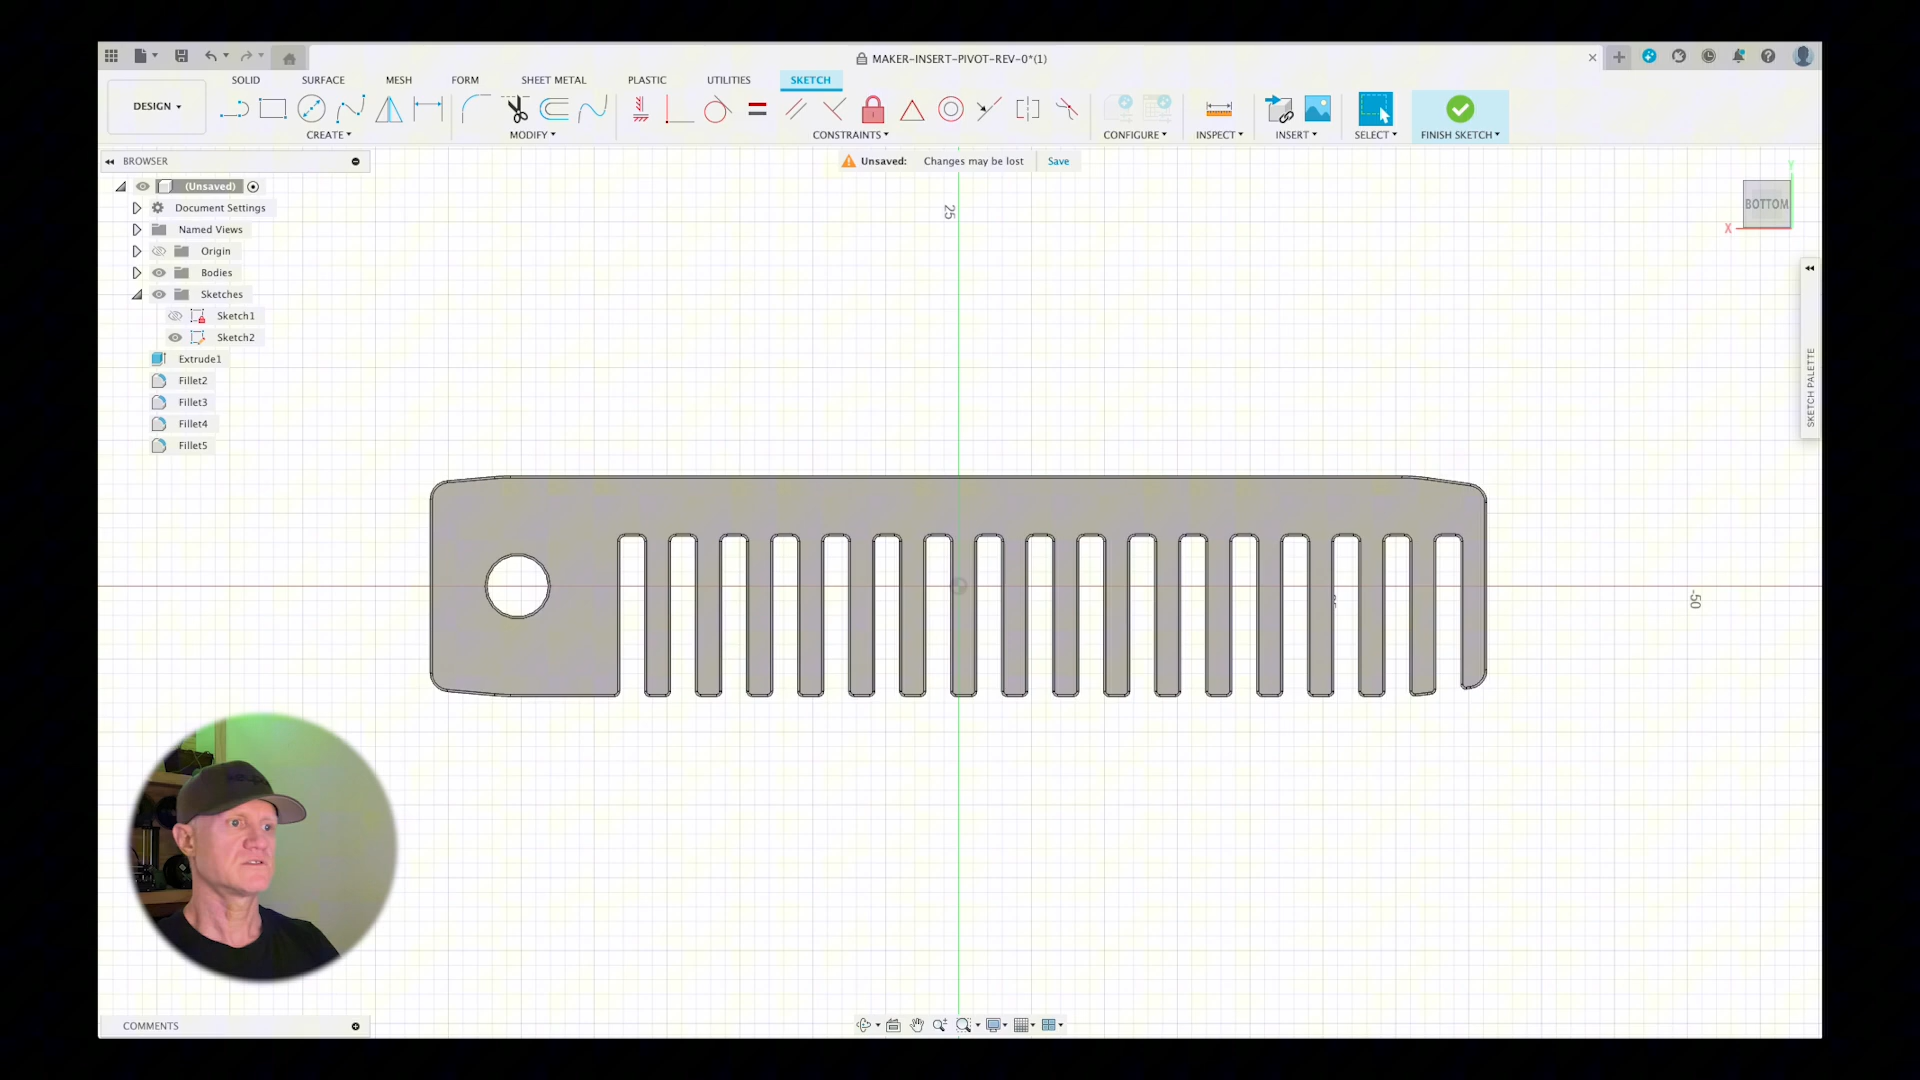 MAKER-INSERT-PIVOT-REV-0*(1)
SOLID SURFACE MESH FORM SHEET METAL PLASTIC UTILITIES SKETCH
DESIGN
CREATE MODIFY CONSTRAINTS CONFIGURE INSPECT INSERT SELECT FINISH SKETCH
BROWSER
Unsaved: Changes may be lost Save
(Unsaved)
Document Settings
Named Views
Origin
Bodies
Sketches
Sketch1
Sketch2
Extrude1
Fillet2
Fillet3
Fillet4
Fillet5
25
Y
BOTTOM
X
SKETCH PALETTE
-50
COMMENTS